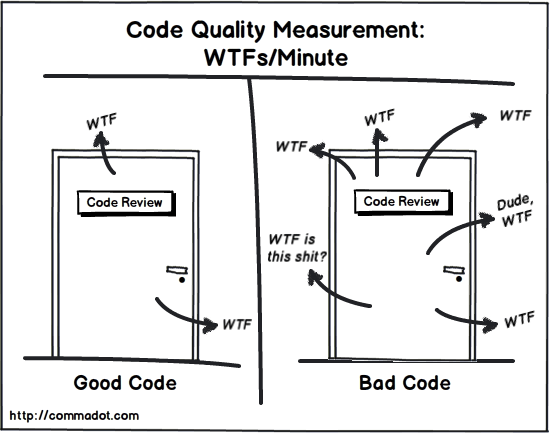 Code Quality Measurement:
WTFs/Minute
WTF
Code Review
WTF
Good Code
WTF
WTF
WTF
Code Review
Dude,
WTF
WTF is
this shit?
WTF
Bad Code
http://commadot.com